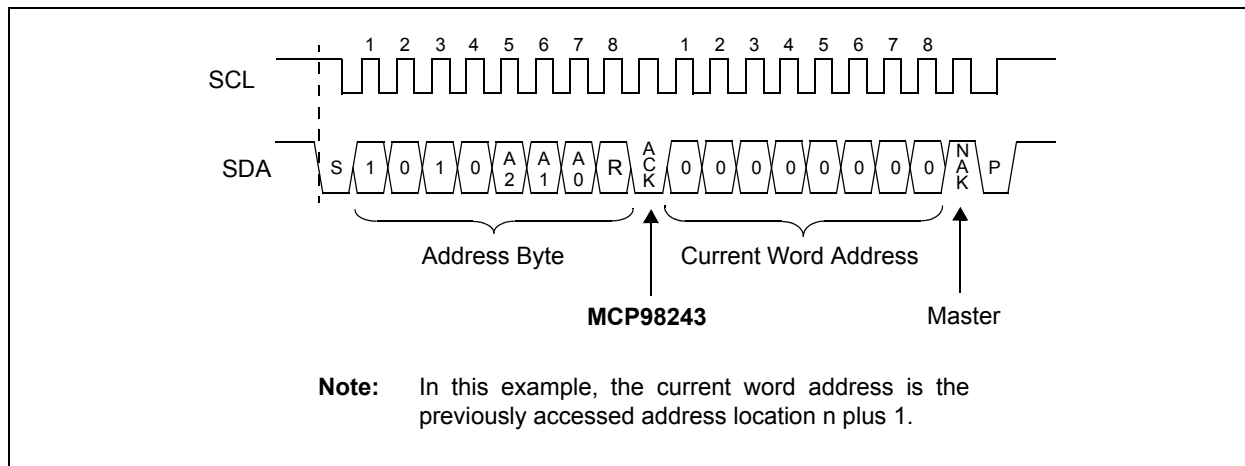 1 2 3 4 5 6 7 8 1 2 3 4 5 6 7 8
SCL
SDA S 1 0 1 0 A2 A1 A0 R ACK 0 0 0 0 0 0 0 0 NAK P
Address Byte Current Word Address
MCP98243 Master
Note: In this example, the current word address is the
previously accessed address location n plus 1.